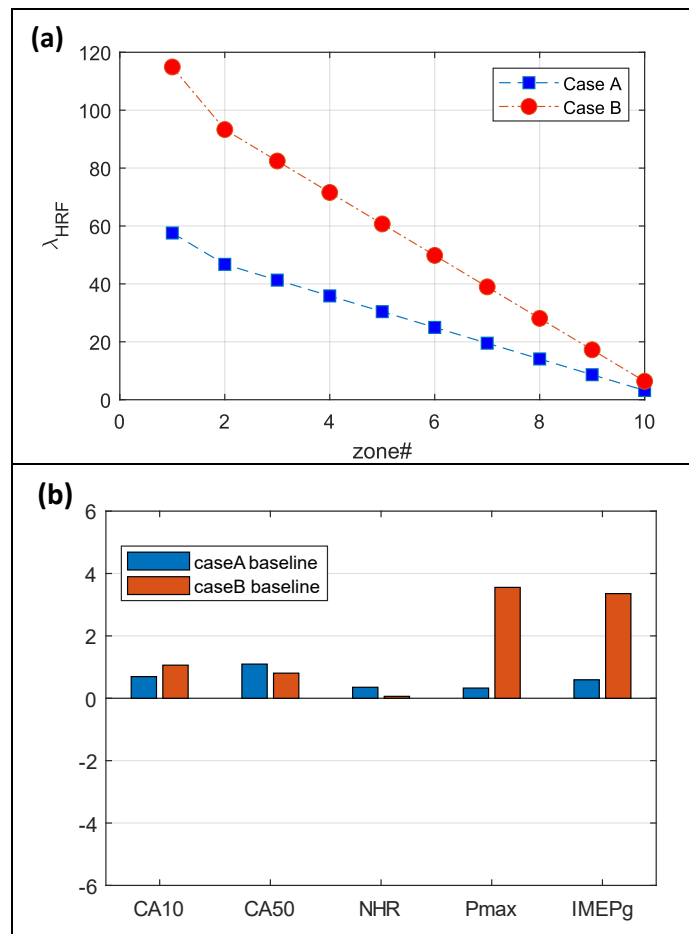 (a)
120
100
80
60
40
20
0
λHRF
Case A
Case B
0 2 4 6 8 10
zone#
(b)
6
4
2
0
-2
-4
-6
caseA baseline
caseB baseline
CA10 CA50 NHR Pmax IMEPg